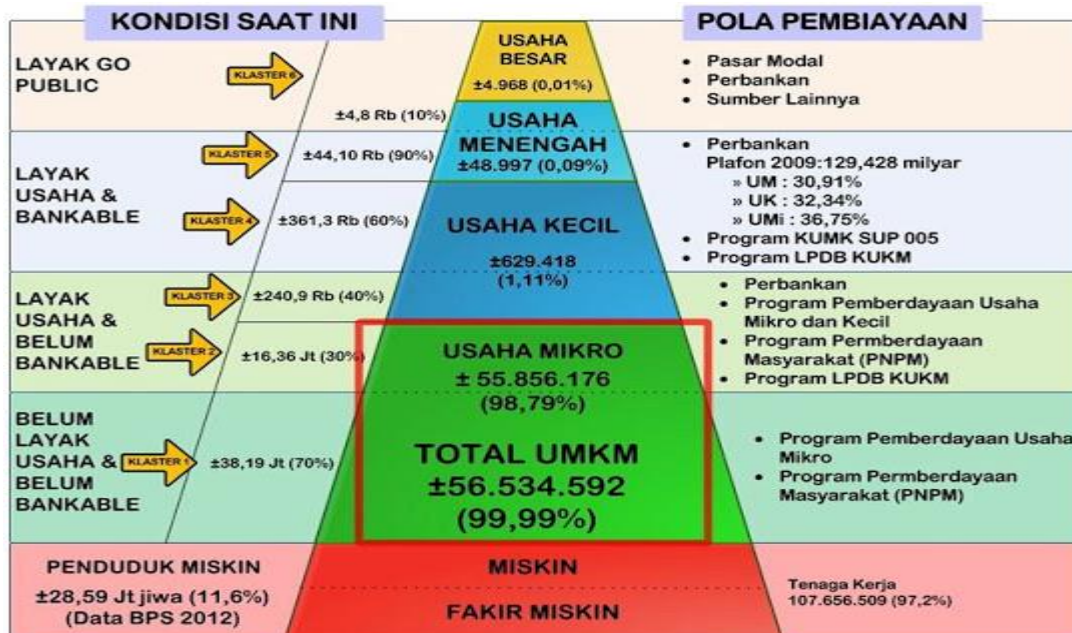 KONDISI SAAT INI
POLA PEMBIAYAAN
LAYAK GO
PUBLIC
KLASTER 6
±4,8 Rb (10%)
USAHA
BESAR
±4.968 (0,01%)
• Pasar Modal
• Perbankan
• Sumber Lainnya
LAYAK
USAHA &
BANKABLE
KLASTER 5
±44,10 Rb (90%)
KLASTER 4
±361,3 Rb (60%)
USAHA
MENENGAH
±48.997 (0,09%)
USAHA KECIL
±629.418
(1,11%)
• Perbankan
Plafon 2009:129,428 milyar
» UM : 30,91%
» UK : 32,34%
» UMi : 36,75%
• Program KUMK SUP 005
• Program LPDB KUKM
LAYAK
USAHA &
BELUM
BANKABLE
KLASTER 3
±240,9 Rb (40%)
KLASTER 2
±16,36 Jt (30%)
USAHA MIKRO
± 55.856.176
(98,79%)
• Perbankan
• Program Pemberdayaan Usaha
Mikro dan Kecil
• Program Permberdayaan
Masyarakat (PNPM)
• Program LPDB KUKM
BELUM
LAYAK
USAHA &
BELUM
BANKABLE
KLASTER 1
±38,19 Jt (70%)
TOTAL UMKM
±56.534.592
(99,99%)
• Program Pemberdayaan Usaha
Mikro
• Program Permberdayaan
Masyarakat (PNPM)
PENDUDUK MISKIN
±28,59 Jt jiwa (11,6%)
(Data BPS 2012)
MISKIN
FAKIR MISKIN
Tenaga Kerja
107.656.509 (97,2%)